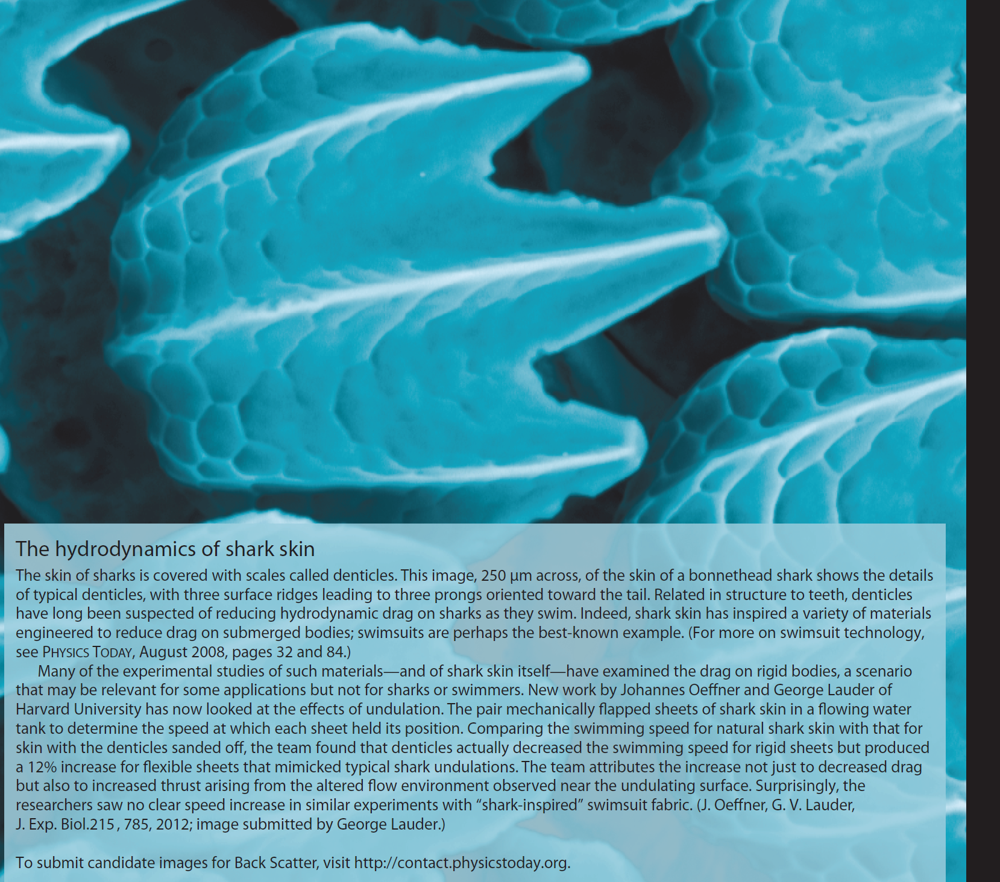 The hydrodynamics of shark skin
The skin of sharks is covered with scales called denticles. This image, 250 μm across, of the skin of a bonnethead shark shows the details
of typical denticles, with three surface ridges leading to three prongs oriented toward the tail. Related in structure to teeth, denticles
have long been suspected of reducing hydrodynamic drag on sharks as they swim. Indeed, shark skin has inspired a variety of materials
engineered to reduce drag on submerged bodies; swimsuits are perhaps the best-known example. (For more on swimsuit technology,
see PHYSICS TODAY, August 2008, pages 32 and 84.)
Many of the experimental studies of such materials—and of shark skin itself—have examined the drag on rigid bodies, a scenario
that may be relevant for some applications but not for sharks or swimmers. New work by Johannes Oeffner and George Lauder of
Harvard University has now looked at the effects of undulation. The pair mechanically flapped sheets of shark skin in a flowing water
tank to determine the speed at which each sheet held its position. Comparing the swimming speed for natural shark skin with that for
skin with the denticles sanded off, the team found that denticles actually decreased the swimming speed for rigid sheets but produced
a 12% increase for flexible sheets that mimicked typical shark undulations. The team attributes the increase not just to decreased drag
but also to increased thrust arising from the altered flow environment observed near the undulating surface. Surprisingly, the
researchers saw no clear speed increase in similar experiments with “shark-inspired” swimsuit fabric. (J. Oeffner, G. V. Lauder,
J. Exp. Biol.215 , 785, 2012; image submitted by George Lauder.)
To submit candidate images for Back Scatter, visit http://contact.physicstoday.org.